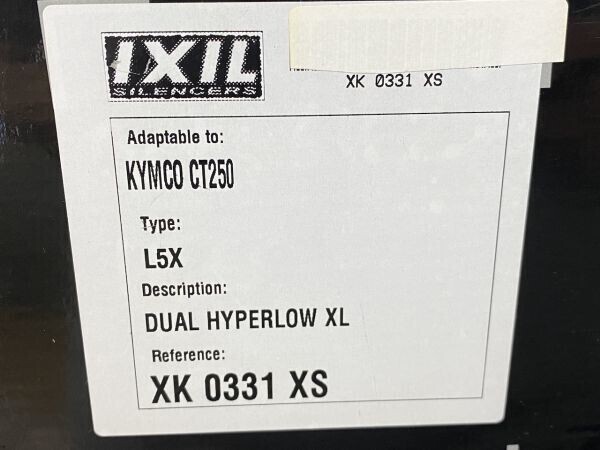 IXIL
SILENCERS
XK 0331 XS
Adaptable to:
KYMCO CT250
Type:
L5X
Description:
DUAL HYPERLOW XL
Reference:
XK 0331 XS